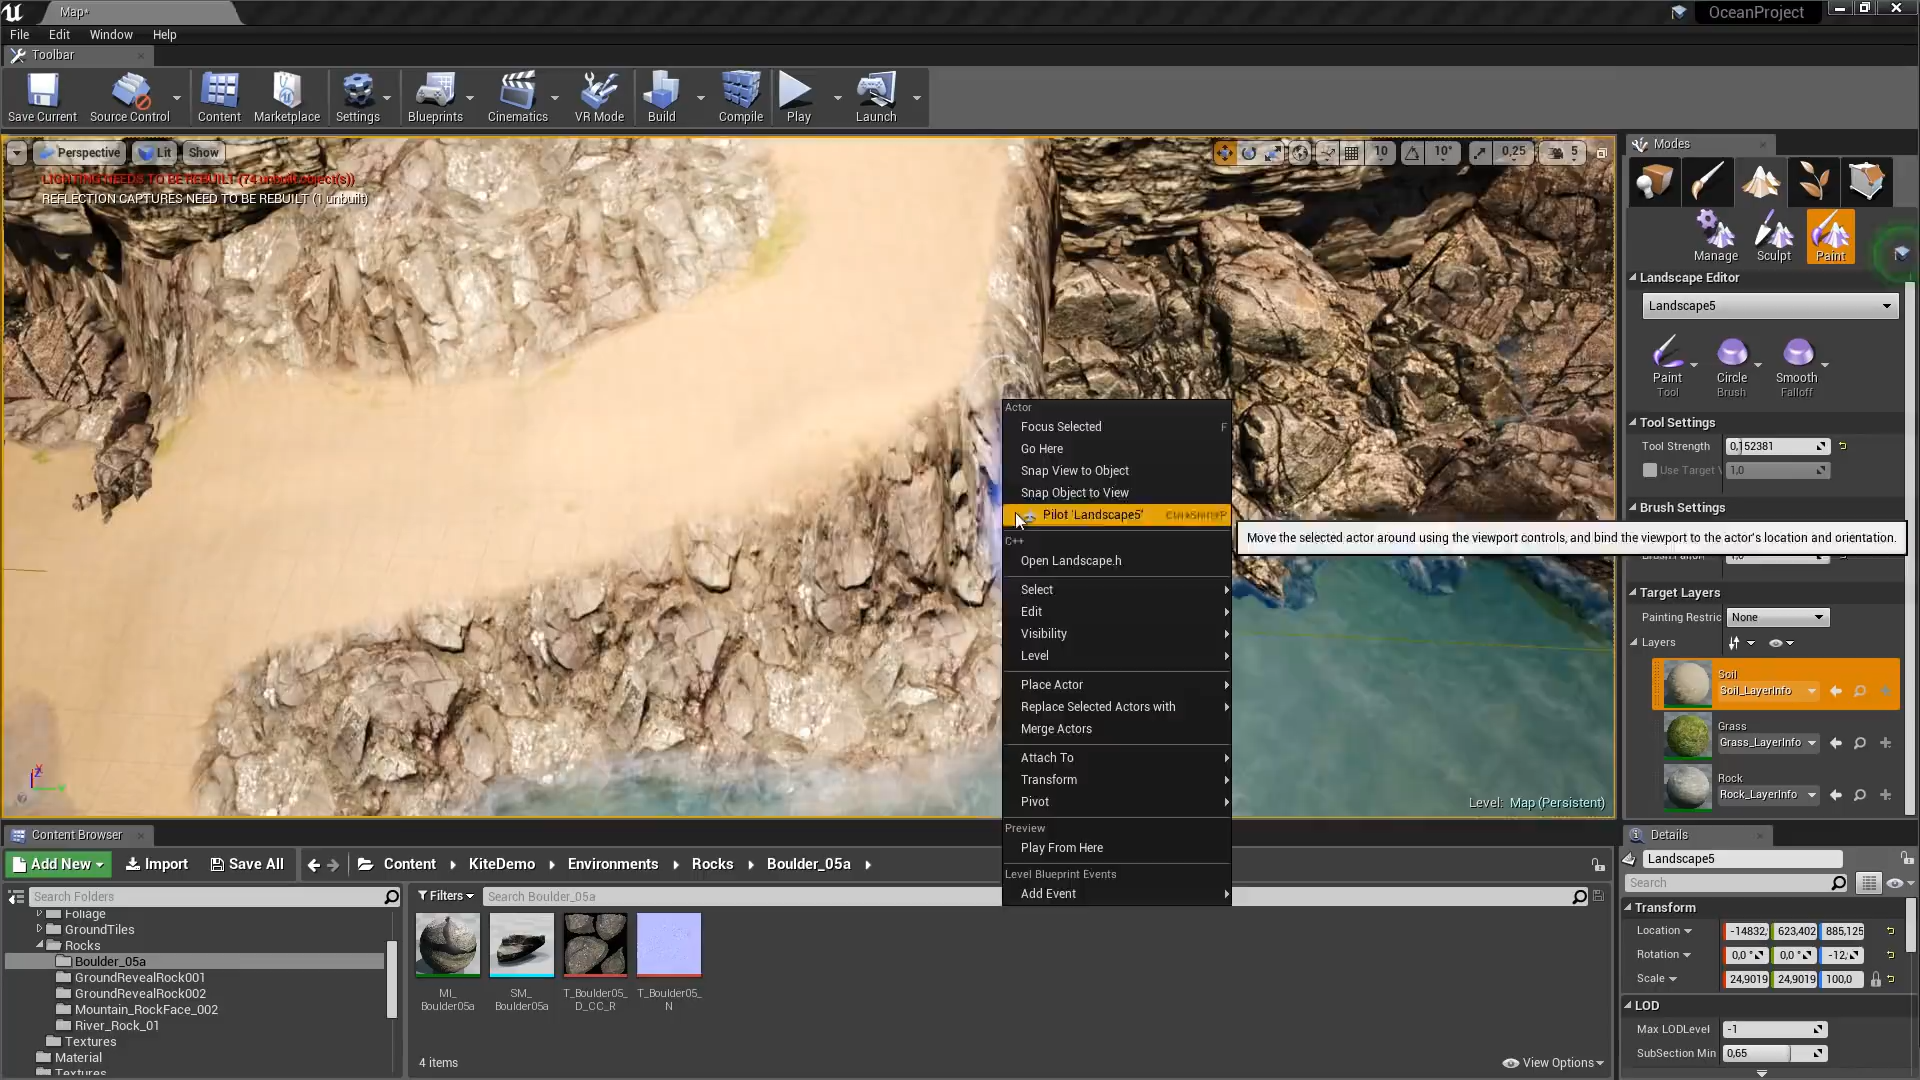 Map*
OceanProject
File
Edit
Window
Help
Toolbar
Save Current
Source Control
Content
Marketplace
Settings
Blueprints
Cinematics
VR Mode
Build
Compile
Play
Launch
Perspective
Lit
Show
10
10°
0,25
5
LIGHTING NEEDS TO BE REBUILT (74 unbuilt object(s))
REFLECTION CAPTURES NEED TO BE REBUILT (1 unbuilt)
Actor
Focus Selected F
Go Here
Snap View to Object
Snap Object to View
Pilot 'Landscape5' Ctrl+Shift+P
C++
Open Landscape.h
Select
Edit
Visibility
Level
Place Actor
Replace Selected Actors with
Merge Actors
Attach To
Transform
Pivot
Preview
Play From Here
Level Blueprint Events
Add Event
Move the selected actor around using the viewport controls, and bind the viewport to the actor's location and orientation.
Level: Map (Persistent)
Modes
Manage
Sculpt
Paint
Landscape Editor
Landscape5
Paint
Tool
Circle
Brush
Smooth
Falloff
Tool Settings
Tool Strength 0,152381
Use Target V 1,0
Brush Settings
Target Layers
Painting Restric None
Layers
Soil
Soil_LayerInfo
Grass
Grass_LayerInfo
Rock
Rock_LayerInfo
Content Browser
Add New
Import
Save All
Content
KiteDemo
Environments
Rocks
Boulder_05a
Search Folders
Filters
Search Boulder_05a
Foliage
GroundTiles
Rocks
Boulder_05a
GroundRevealRock001
GroundRevealRock002
Mountain_RockFace_002
River_Rock_01
Textures
Material
Textures
MI_
Boulder05a
SM_
Boulder05a
T_Boulder05_
D_CC_R
T_Boulder05_
N
4 items
View Options
Details
Landscape5
Search
Transform
Location -14832, 623,402 885,125
Rotation 0,0 ° 0,0 ° -12,
Scale 24,9019 24,9019 100,0
LOD
Max LODLevel -1
SubSection Min 0,65